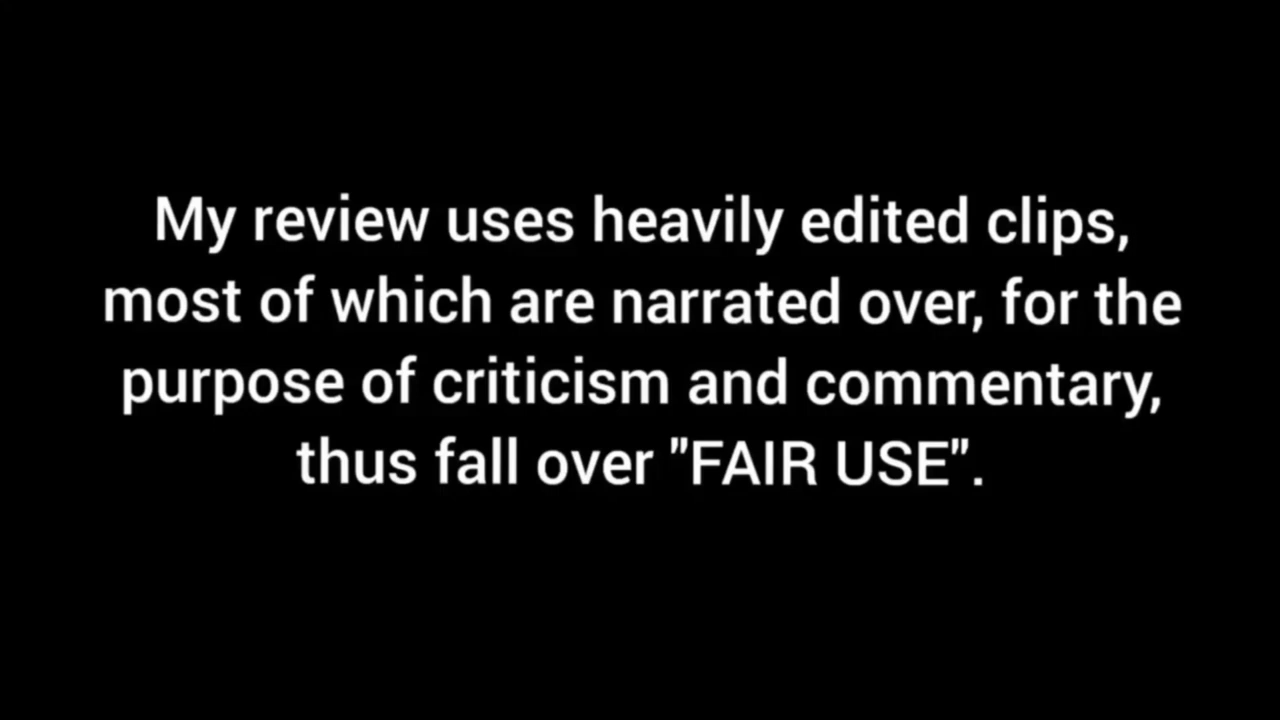 My review uses heavily edited clips,
most of which are narrated over, for the
purpose of criticism and commentary,
thus fall over "FAIR USE".